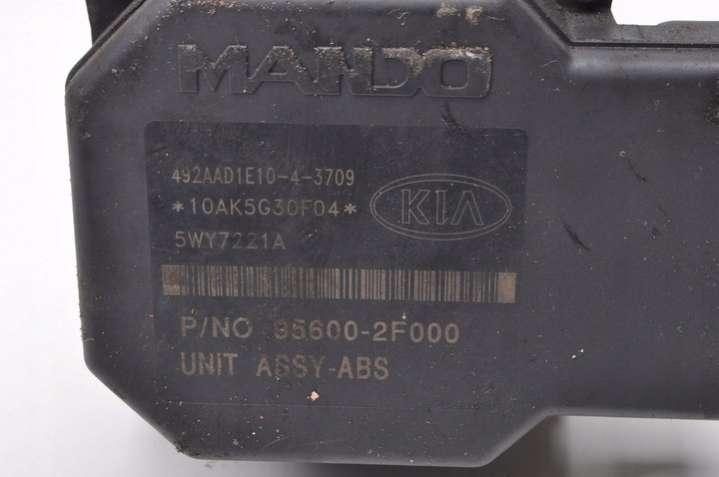 MANDO
492AAD1E10-4-3709
*10AK5G30F04*
KIA
5WY7221A
P/NO 95600-2F000
UNIT ASSY-ABS